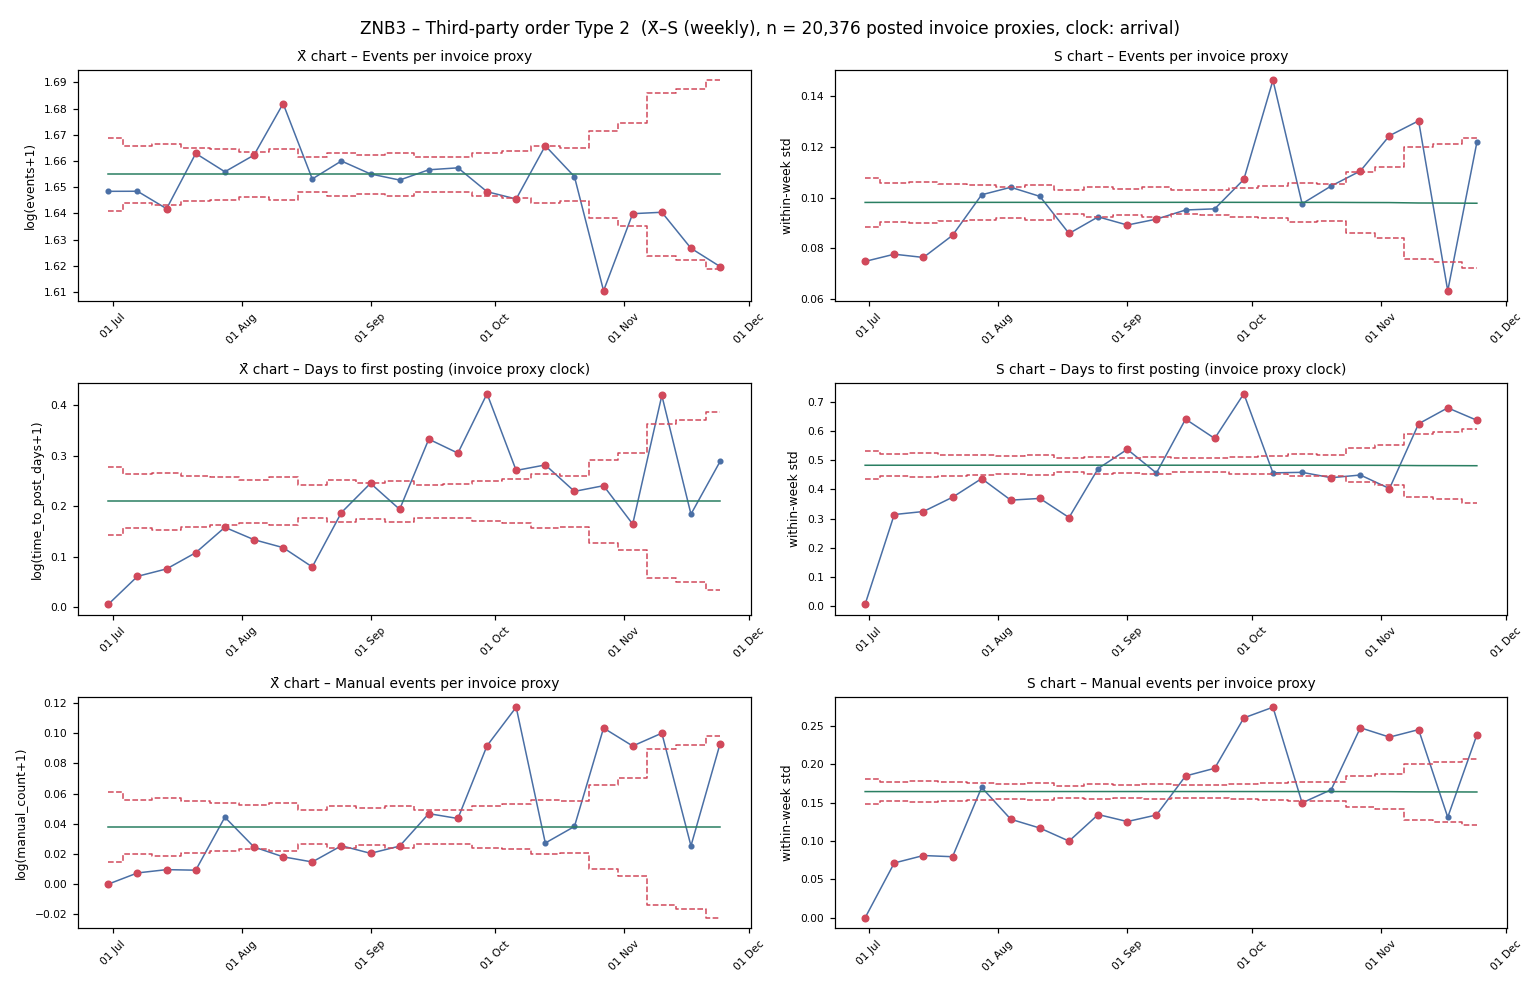 ZNB3 – Third-party order Type 2  (X̄–S (weekly), n = 20,376 posted invoice proxies, clock: arrival)
X̄ chart – Events per invoice proxy
log(events+1)
1.69
1.68
1.67
1.66
1.65
1.64
1.63
1.62
1.61
01 Jul
01 Aug
01 Sep
01 Oct
01 Nov
01 Dec
S chart – Events per invoice proxy
within-week std
0.14
0.12
0.10
0.08
0.06
01 Jul
01 Aug
01 Sep
01 Oct
01 Nov
01 Dec
X̄ chart – Days to first posting (invoice proxy clock)
log(time_to_post_days+1)
0.4
0.3
0.2
0.1
0.0
01 Jul
01 Aug
01 Sep
01 Oct
01 Nov
01 Dec
S chart – Days to first posting (invoice proxy clock)
within-week std
0.7
0.6
0.5
0.4
0.3
0.2
0.1
0.0
01 Jul
01 Aug
01 Sep
01 Oct
01 Nov
01 Dec
X̄ chart – Manual events per invoice proxy
log(manual_count+1)
0.12
0.10
0.08
0.06
0.04
0.02
0.00
−0.02
01 Jul
01 Aug
01 Sep
01 Oct
01 Nov
01 Dec
S chart – Manual events per invoice proxy
within-week std
0.25
0.20
0.15
0.10
0.05
0.00
01 Jul
01 Aug
01 Sep
01 Oct
01 Nov
01 Dec